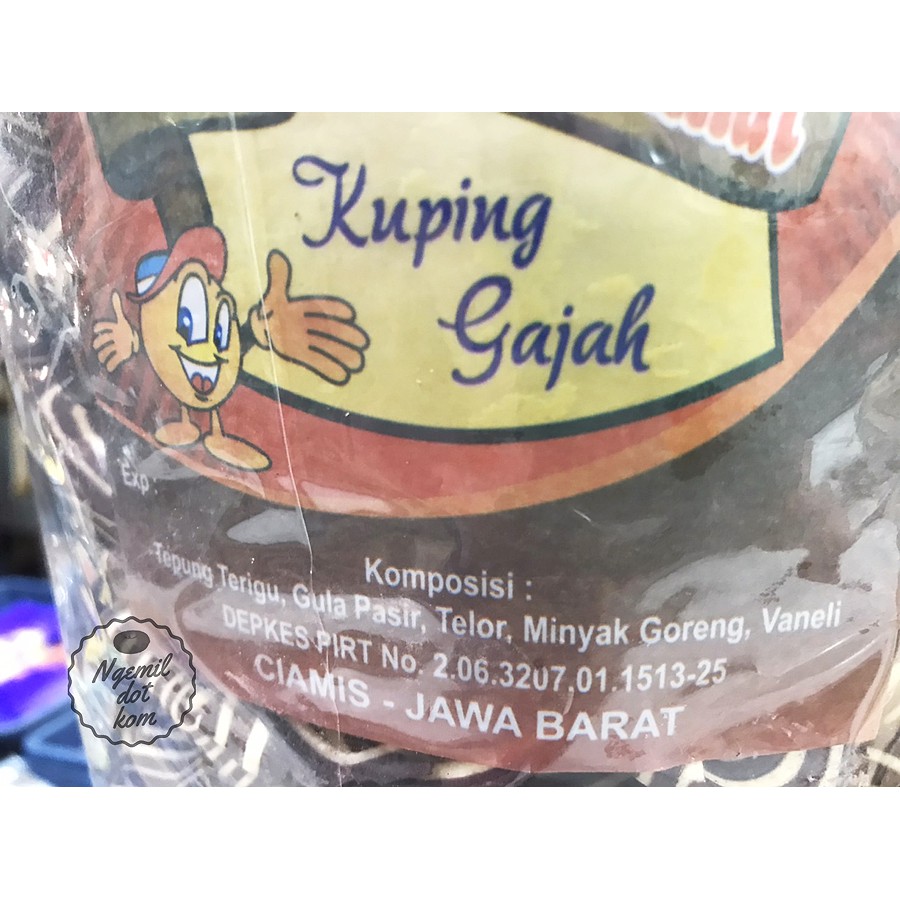 Kuping
Gajah
Exp :
Komposisi :
Tepung Terigu, Gula Pasir, Telor, Minyak Goreng, Vaneli
DEPKES PIRT No. 2.06.3207.01.1513-25
CIAMIS - JAWA BARAT
Ngemil
dot
kom